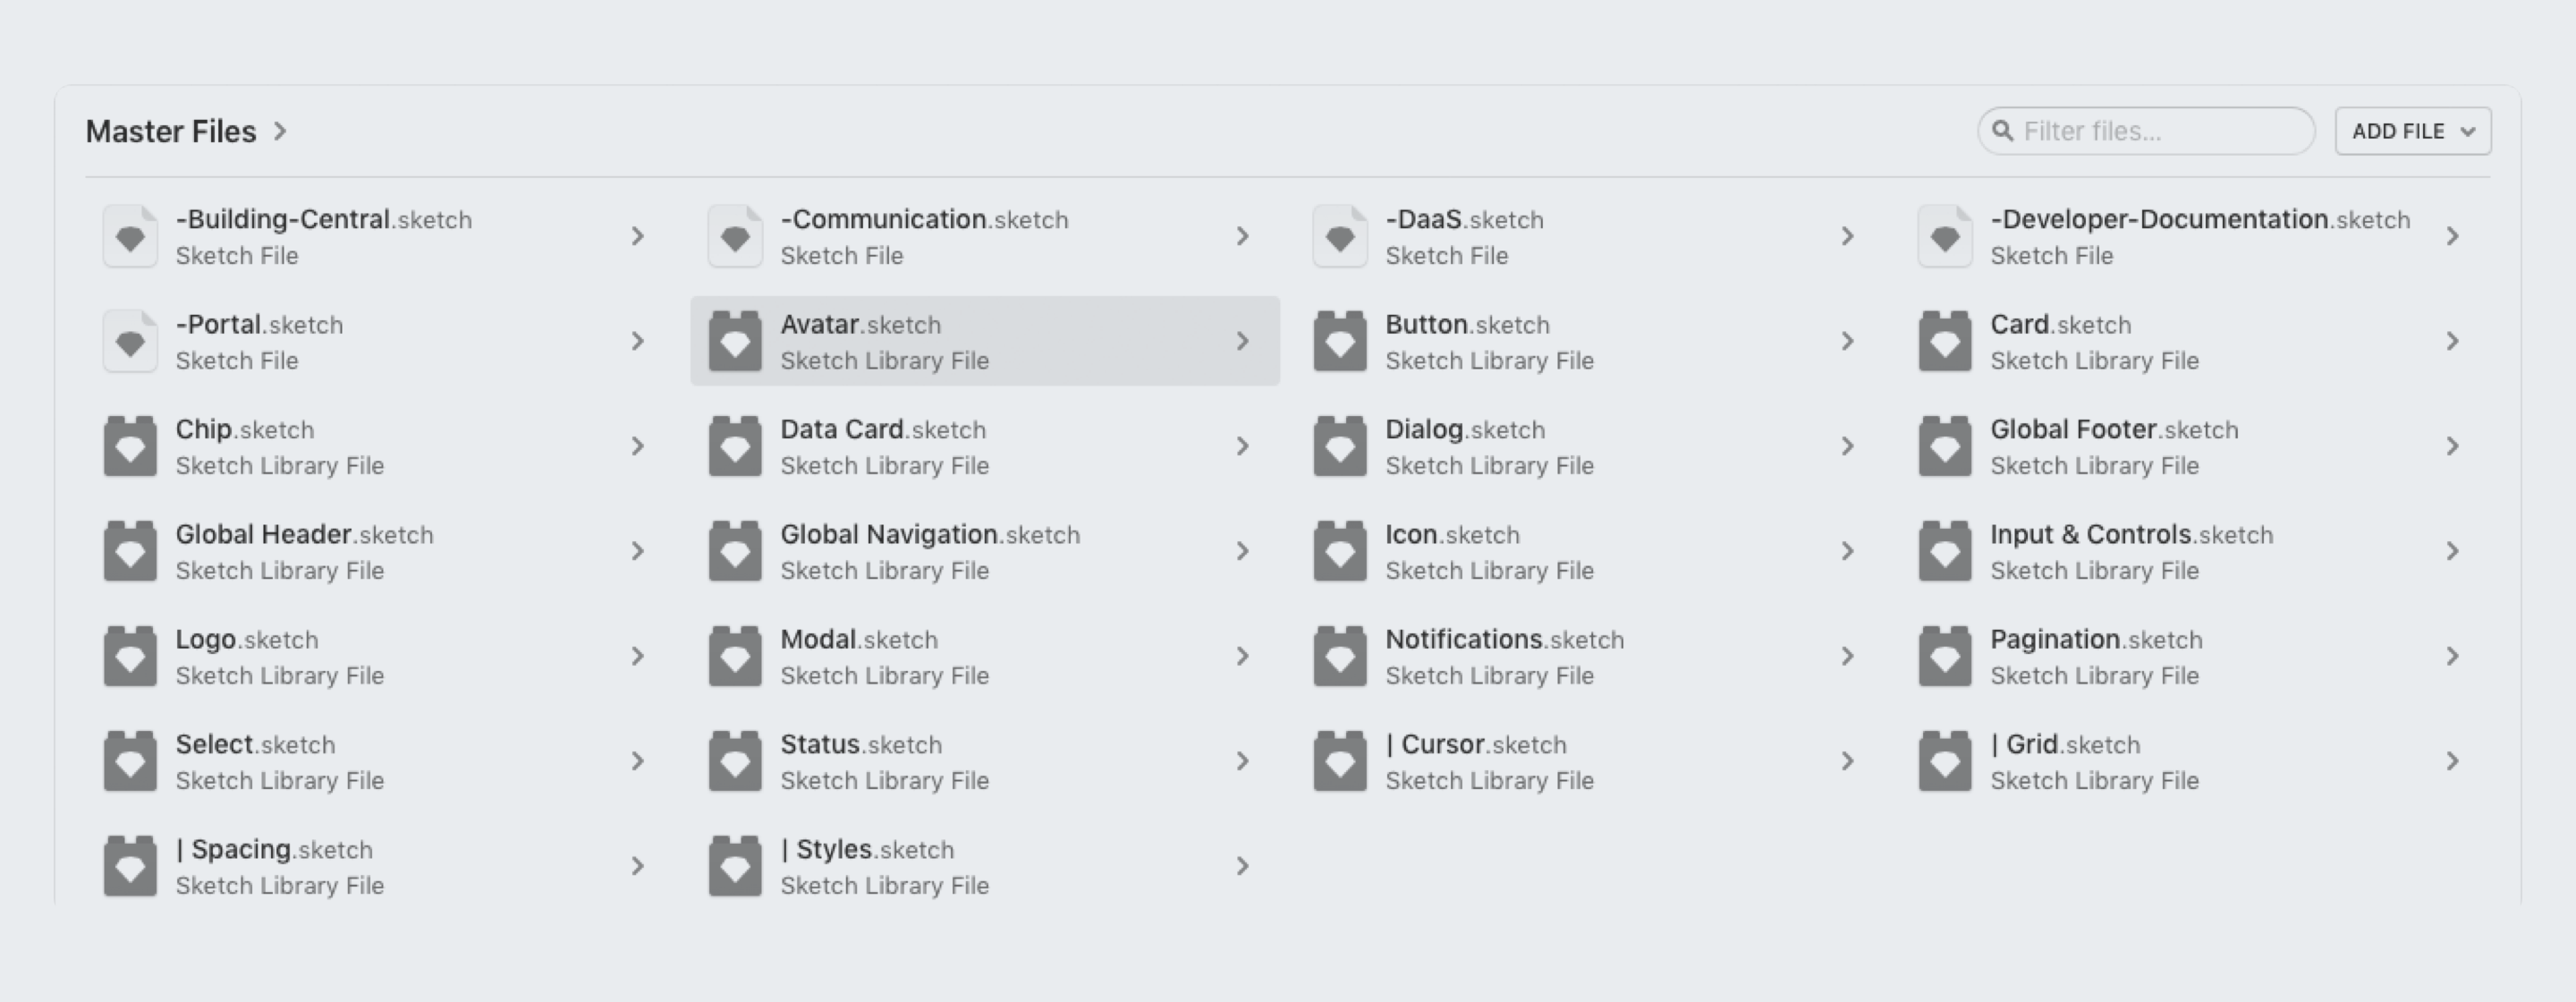 Master Files
Filter files...
ADD FILE
-Building-Central.sketch
Sketch File
-Communication.sketch
Sketch File
-DaaS.sketch
Sketch File
-Developer-Documentation.sketch
Sketch File
-Portal.sketch
Sketch File
Avatar.sketch
Sketch Library File
Button.sketch
Sketch Library File
Card.sketch
Sketch Library File
Chip.sketch
Sketch Library File
Data Card.sketch
Sketch Library File
Dialog.sketch
Sketch Library File
Global Footer.sketch
Sketch Library File
Global Header.sketch
Sketch Library File
Global Navigation.sketch
Sketch Library File
Icon.sketch
Sketch Library File
Input & Controls.sketch
Sketch Library File
Logo.sketch
Sketch Library File
Modal.sketch
Sketch Library File
Notifications.sketch
Sketch Library File
Pagination.sketch
Sketch Library File
Select.sketch
Sketch Library File
Status.sketch
Sketch Library File
| Cursor.sketch
Sketch Library File
| Grid.sketch
Sketch Library File
| Spacing.sketch
Sketch Library File
| Styles.sketch
Sketch Library File